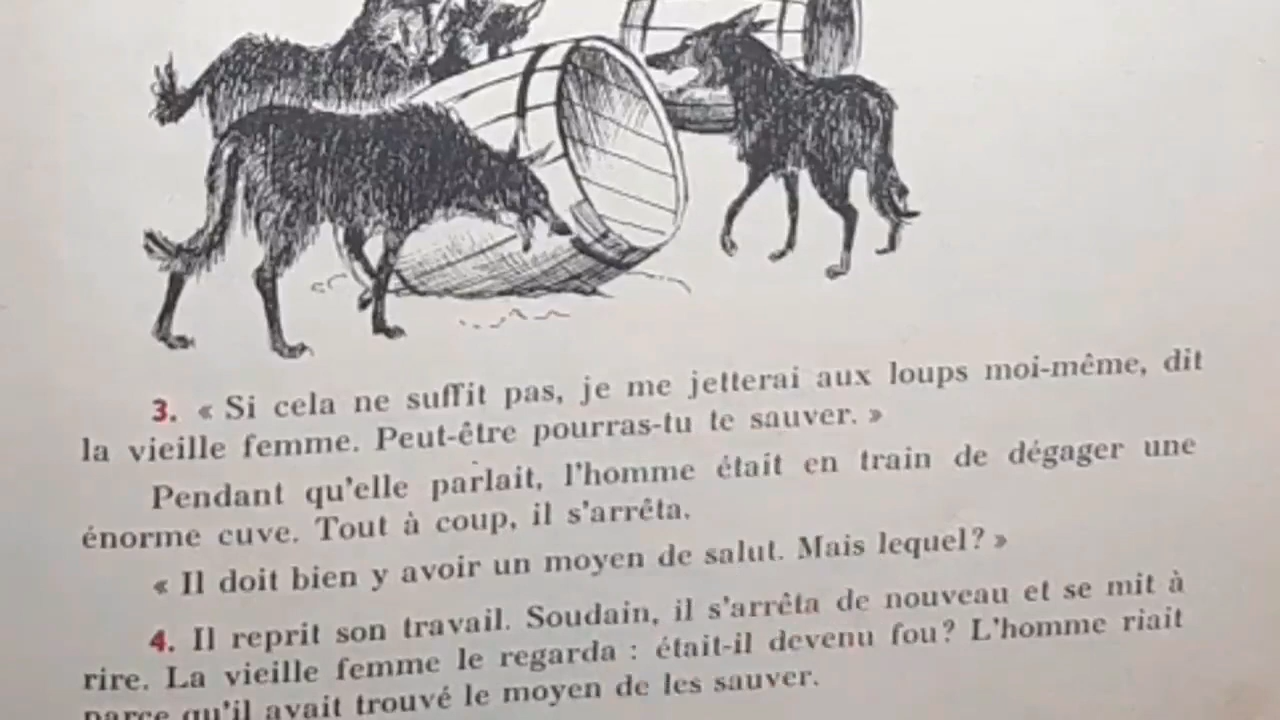 3. « Si cela ne suffit pas, je me jetterai aux loups moi-même, dit
la vieille femme. Peut-être pourras-tu te sauver. »
Pendant qu'elle parlait, l'homme était en train de dégager une
énorme cuve. Tout à coup, il s'arrêta.
« Il doit bien y avoir un moyen de salut. Mais lequel? »
4. Il reprit son travail. Soudain, il s'arrêta de nouveau et se mit à
rire. La vieille femme le regarda : était-il devenu fou? L'homme riait
parce qu'il avait trouvé le moyen de les sauver.